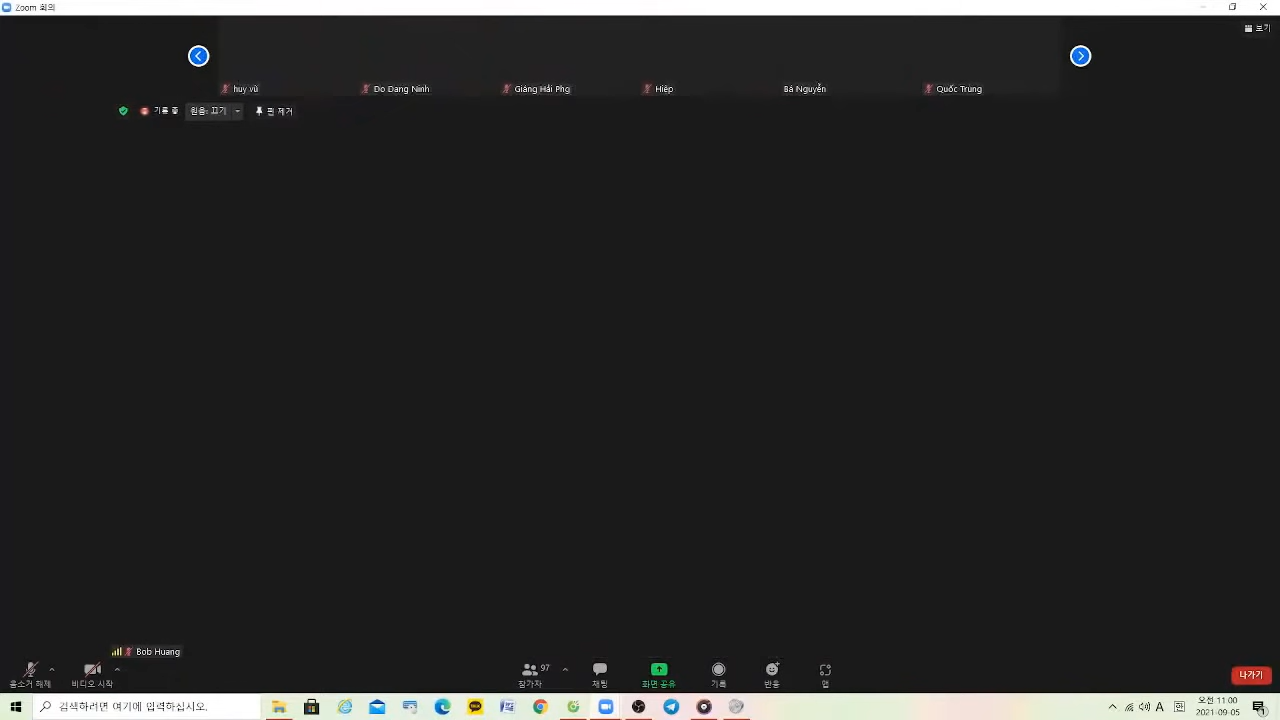 Zoom 회의
보기
huy vũ
Do Dang Ninh
Giang Hải Phg
Hiệp
Bá Nguyễn
Quốc Trung
기록 중
원음: 끄기
핀 제거
Bob Huang
음소거 해제
비디오 시작
97
참가자
채팅
화면 공유
기록
반응
앱
나가기
검색하려면 여기에 입력하십시오.
A
오전 11:00
2021-09-05